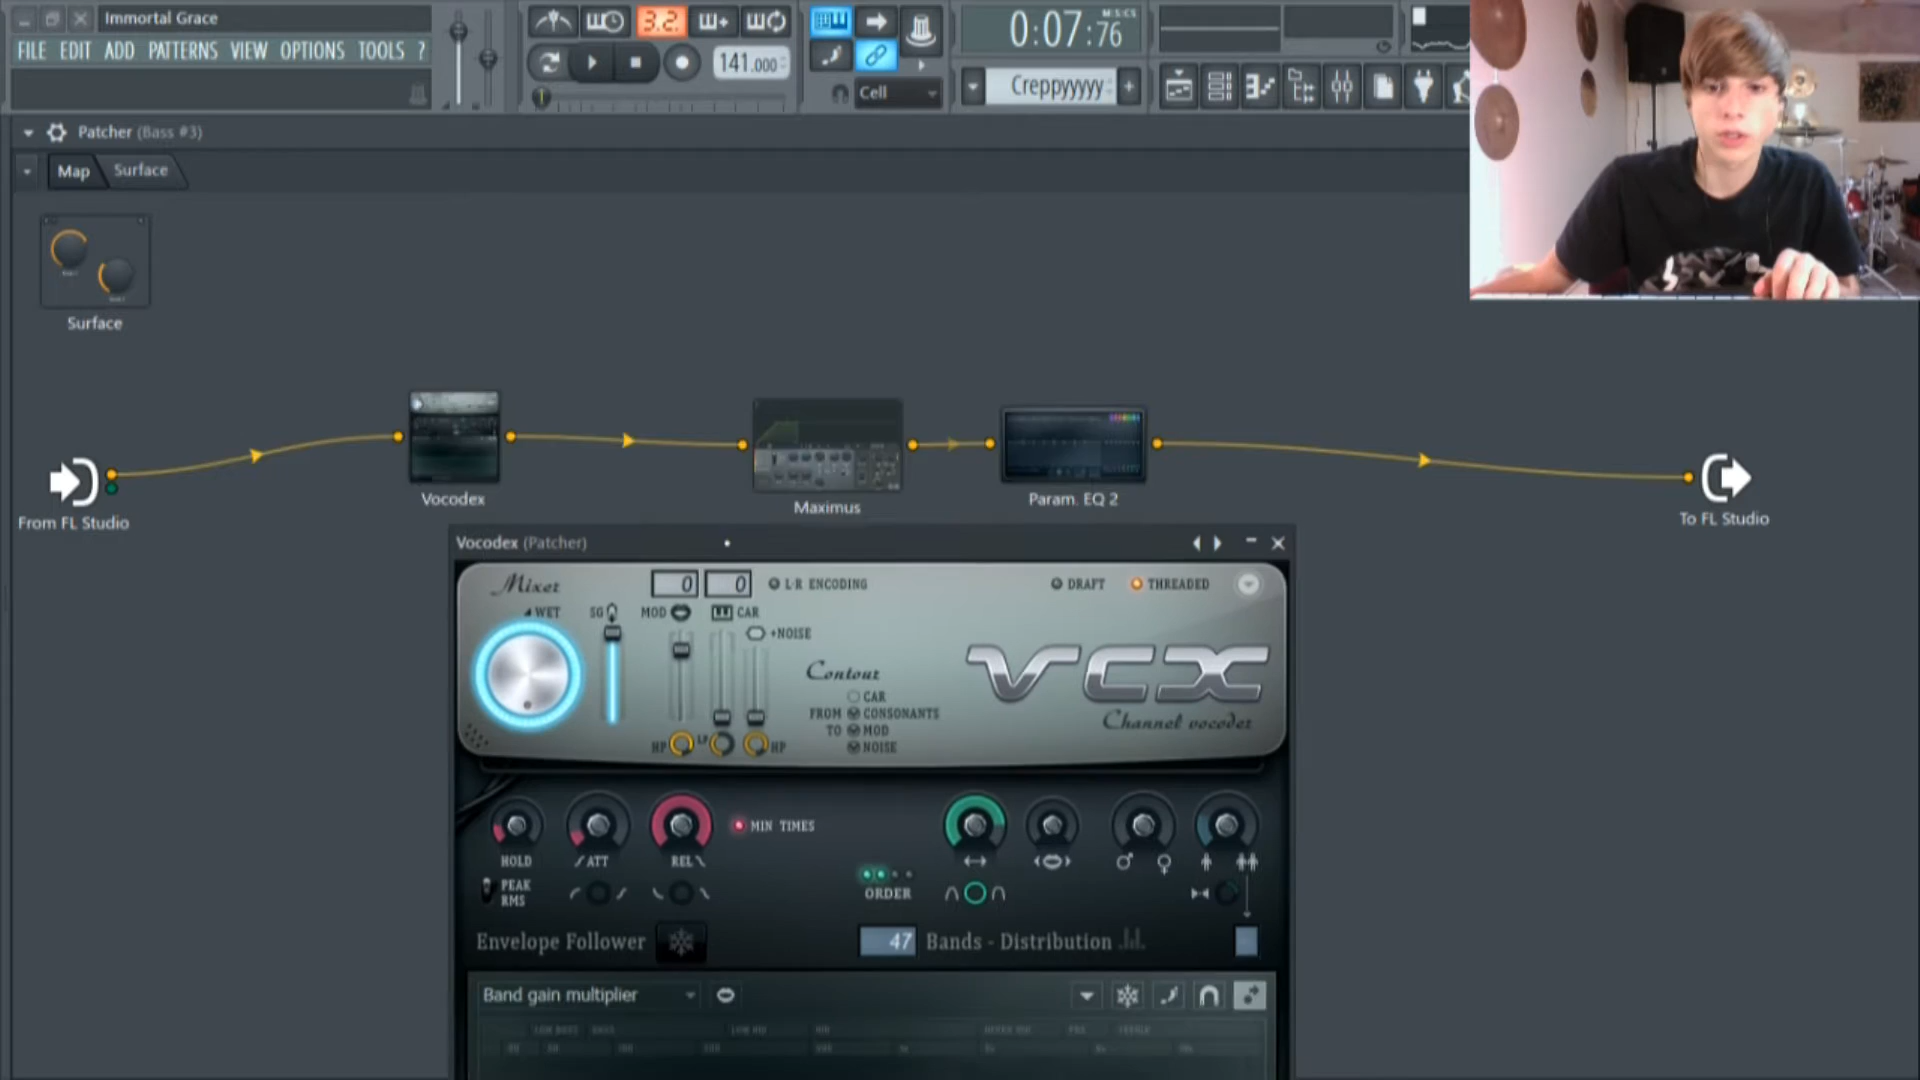 Immortal Grace
FILE EDIT ADD PATTERNS VIEW OPTIONS TOOLS ?
3.2.
141.000
Cell
0:07:76
M:S:CS
Creppyyyyy
Patcher (Bass #3)
Map
Surface
Surface
From FL Studio
Vocodex
Maximus
Param. EQ 2
To FL Studio
Vocodex (Patcher)
Mixer
0
0
L·R ENCODING
DRAFT
THREADED
WET
SG
MOD
CAR
+NOISE
Contour
CAR
FROM
CONSONANTS
TO
MOD
NOISE
HP
LP
HP
VCX
Channel vocoder
HOLD
ATT
REL
MIN TIMES
PEAK
RMS
ORDER
Envelope Follower
47
Bands - Distribution
Band gain multiplier